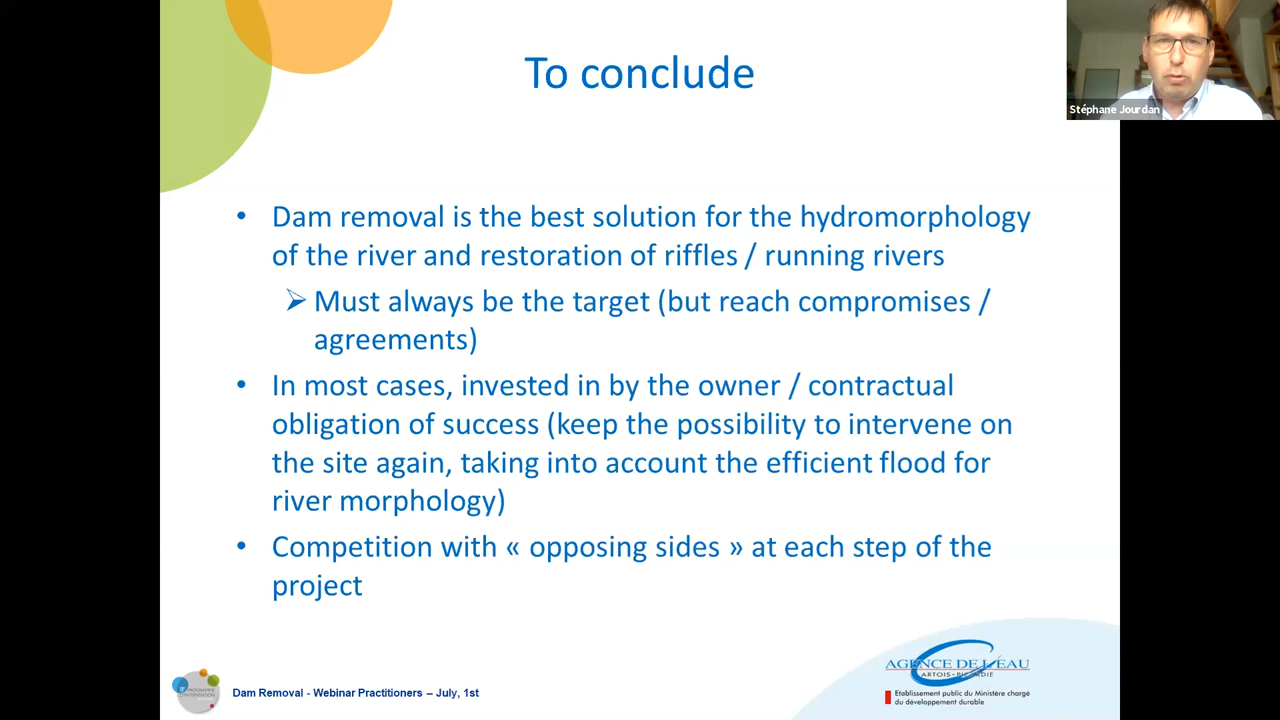 To conclude
Stéphane Jourdan
• Dam removal is the best solution for the hydromorphology
of the river and restoration of riffles / running rivers
➢ Must always be the target (but reach compromises /
agreements)
• In most cases, invested in by the owner / contractual
obligation of success (keep the possibility to intervene on
the site again, taking into account the efficient flood for
river morphology)
• Competition with « opposing sides » at each step of the
project
AGENCE DE L'EAU
ARTOIS-PICARDIE
Etablissement public du Ministère chargé
du développement durable
PROGRAMME
D'INTERVENTION
Dam Removal - Webinar Practitioners – July, 1st